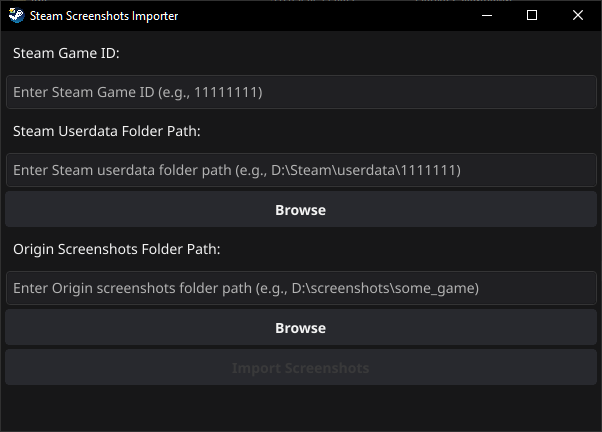 Steam Screenshots Importer
Steam Game ID:
Enter Steam Game ID (e.g., 11111111)
Steam Userdata Folder Path:
Enter Steam userdata folder path (e.g., D:\Steam\userdata\1111111)
Browse
Origin Screenshots Folder Path:
Enter Origin screenshots folder path (e.g., D:\screenshots\some_game)
Browse
Import Screenshots